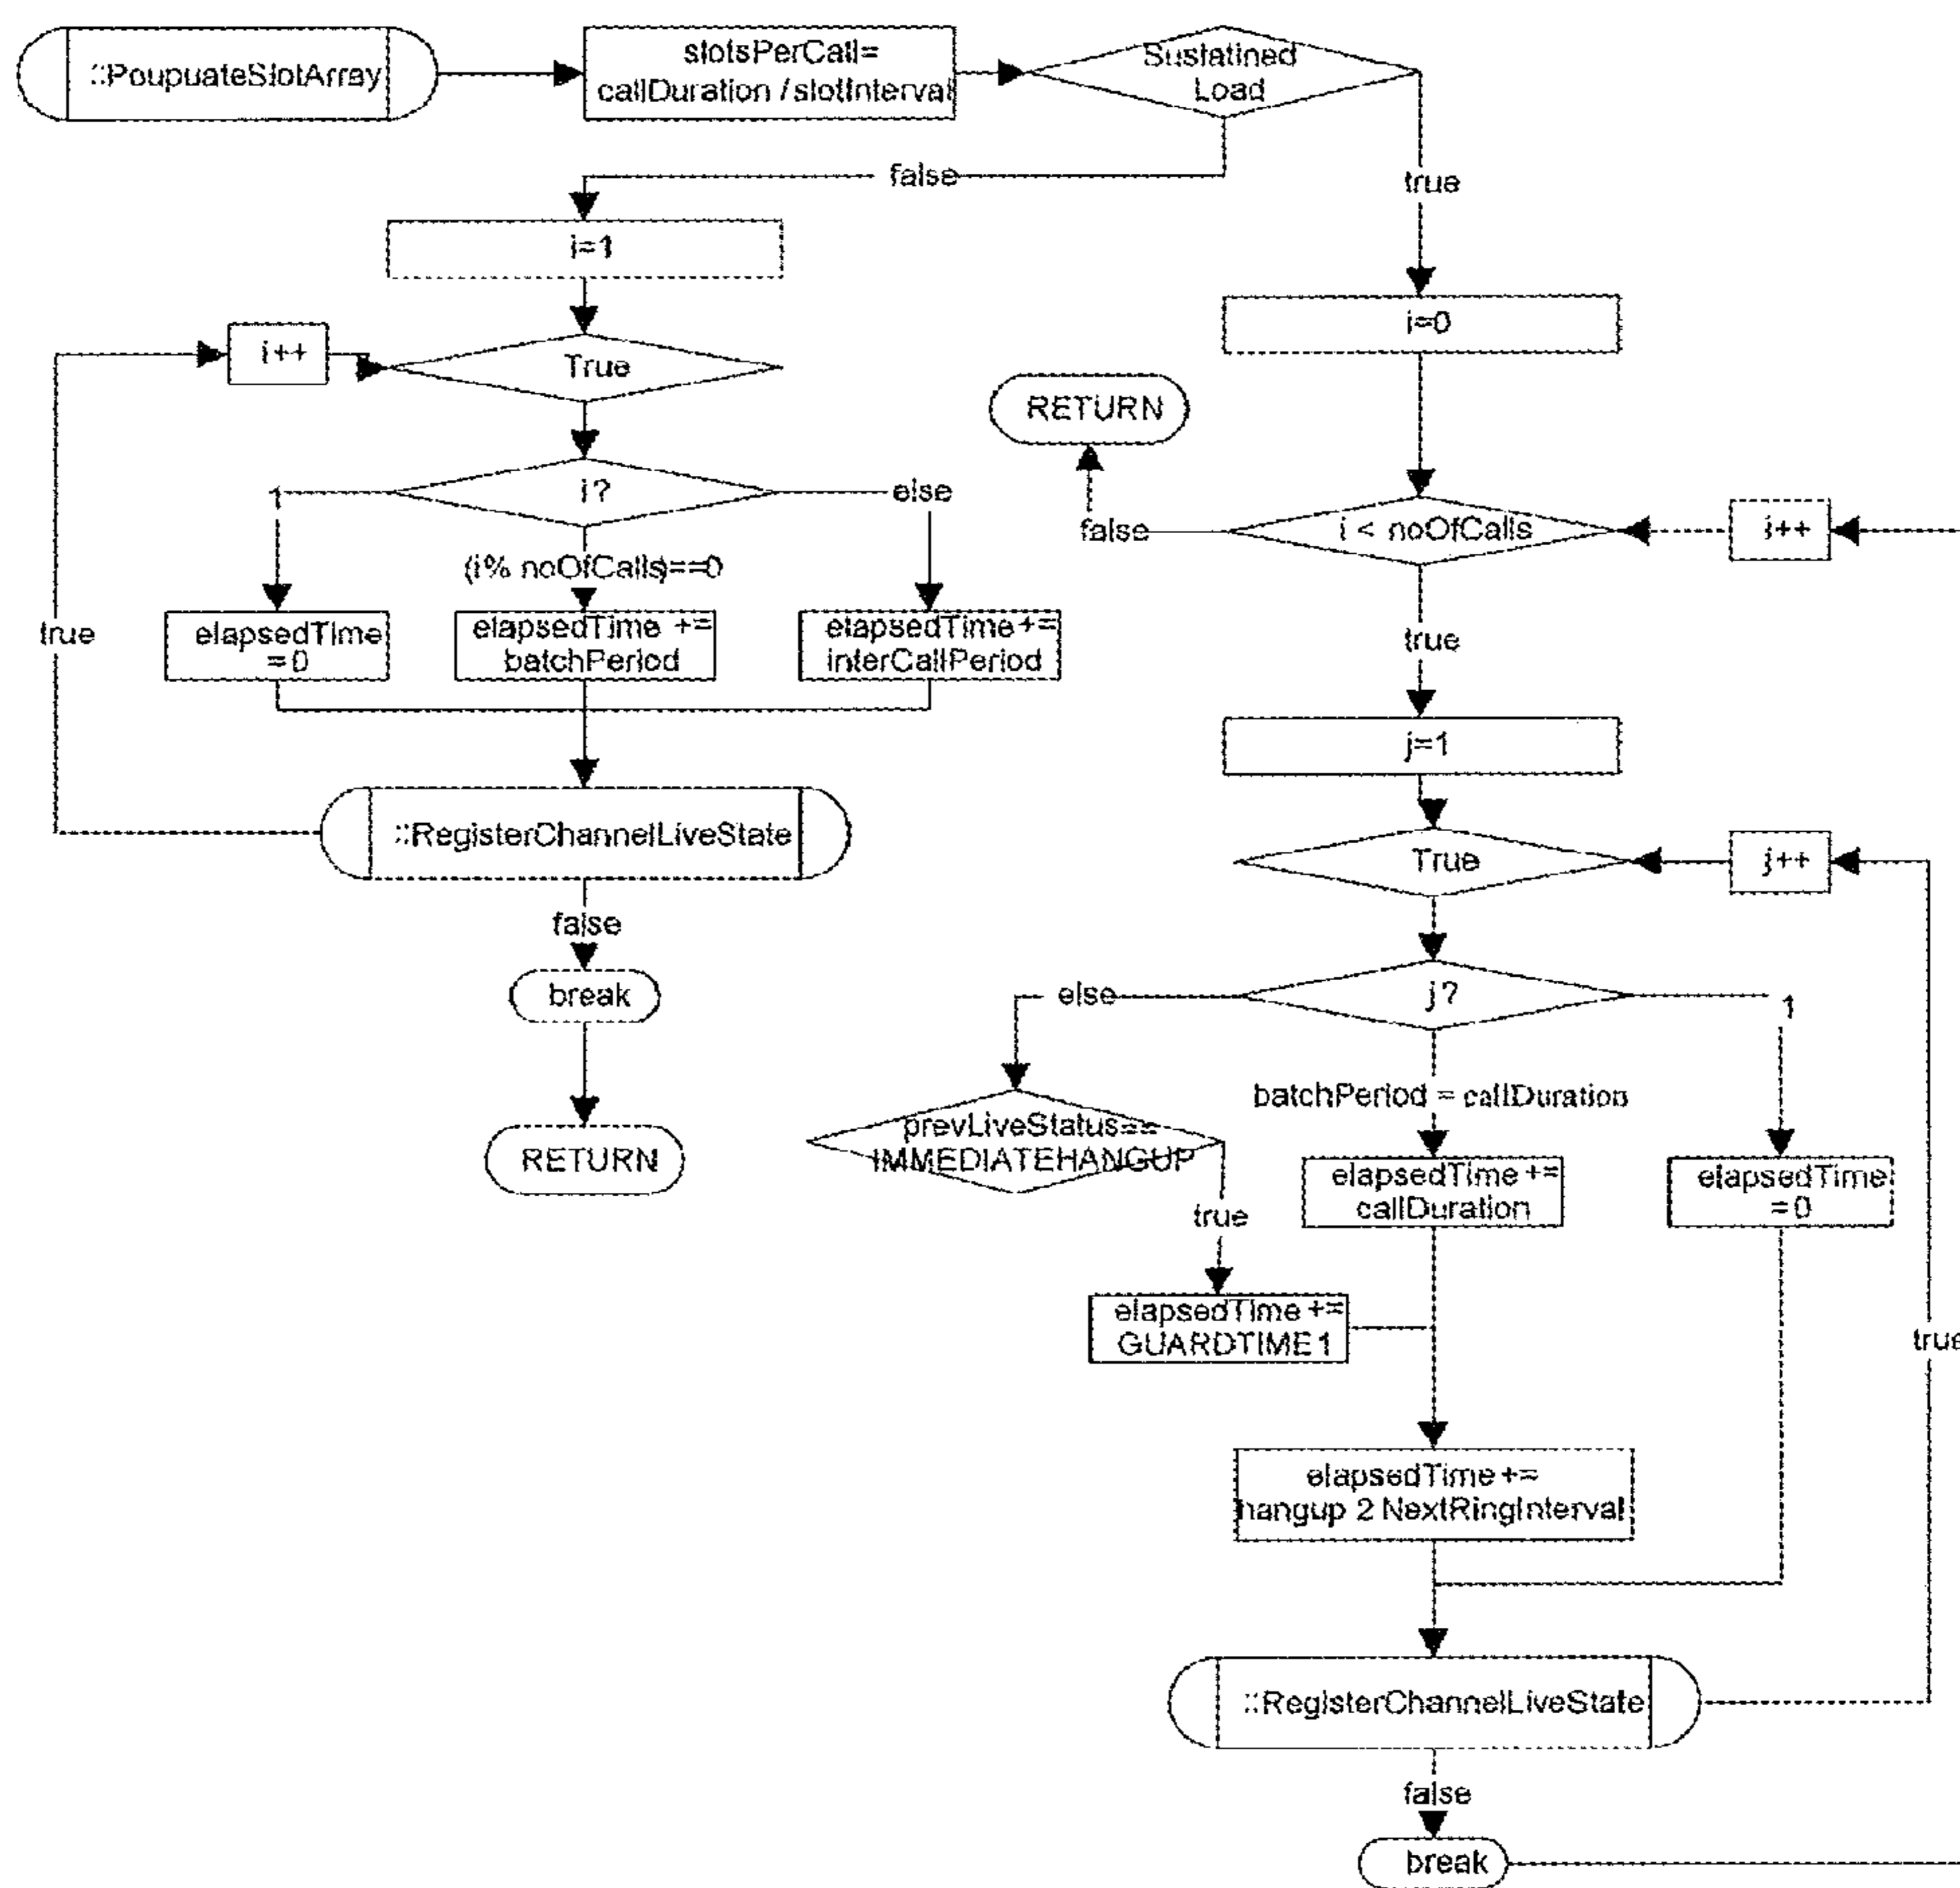 ::PoupuateSlotArray
slotsPerCall=
callDuration /slotInterval
Sustatined
Load
false
true
i=1
i++
True
i=0
RETURN
i?
1
else
(i% noOfCalls)==0
false
i < noOfCalls
i++
true
elapsedTime
=0
elapsedTime +=
batchPeriod
elapsedTime+=
interCallPeriod
true
j=1
::RegisterChannelLiveState
True
j++
false
break
RETURN
else
j?
1
batchPeriod = callDuration
prevLiveStatus==
IMMEDIATEHANGUP
true
elapsedTime +=
callDuration
elapsedTime
=0
elapsedTime +=
GUARDTIME1
true
elapsedTime +=
hangup 2 NextRingInterval
::RegisterChannelLiveState
false
break